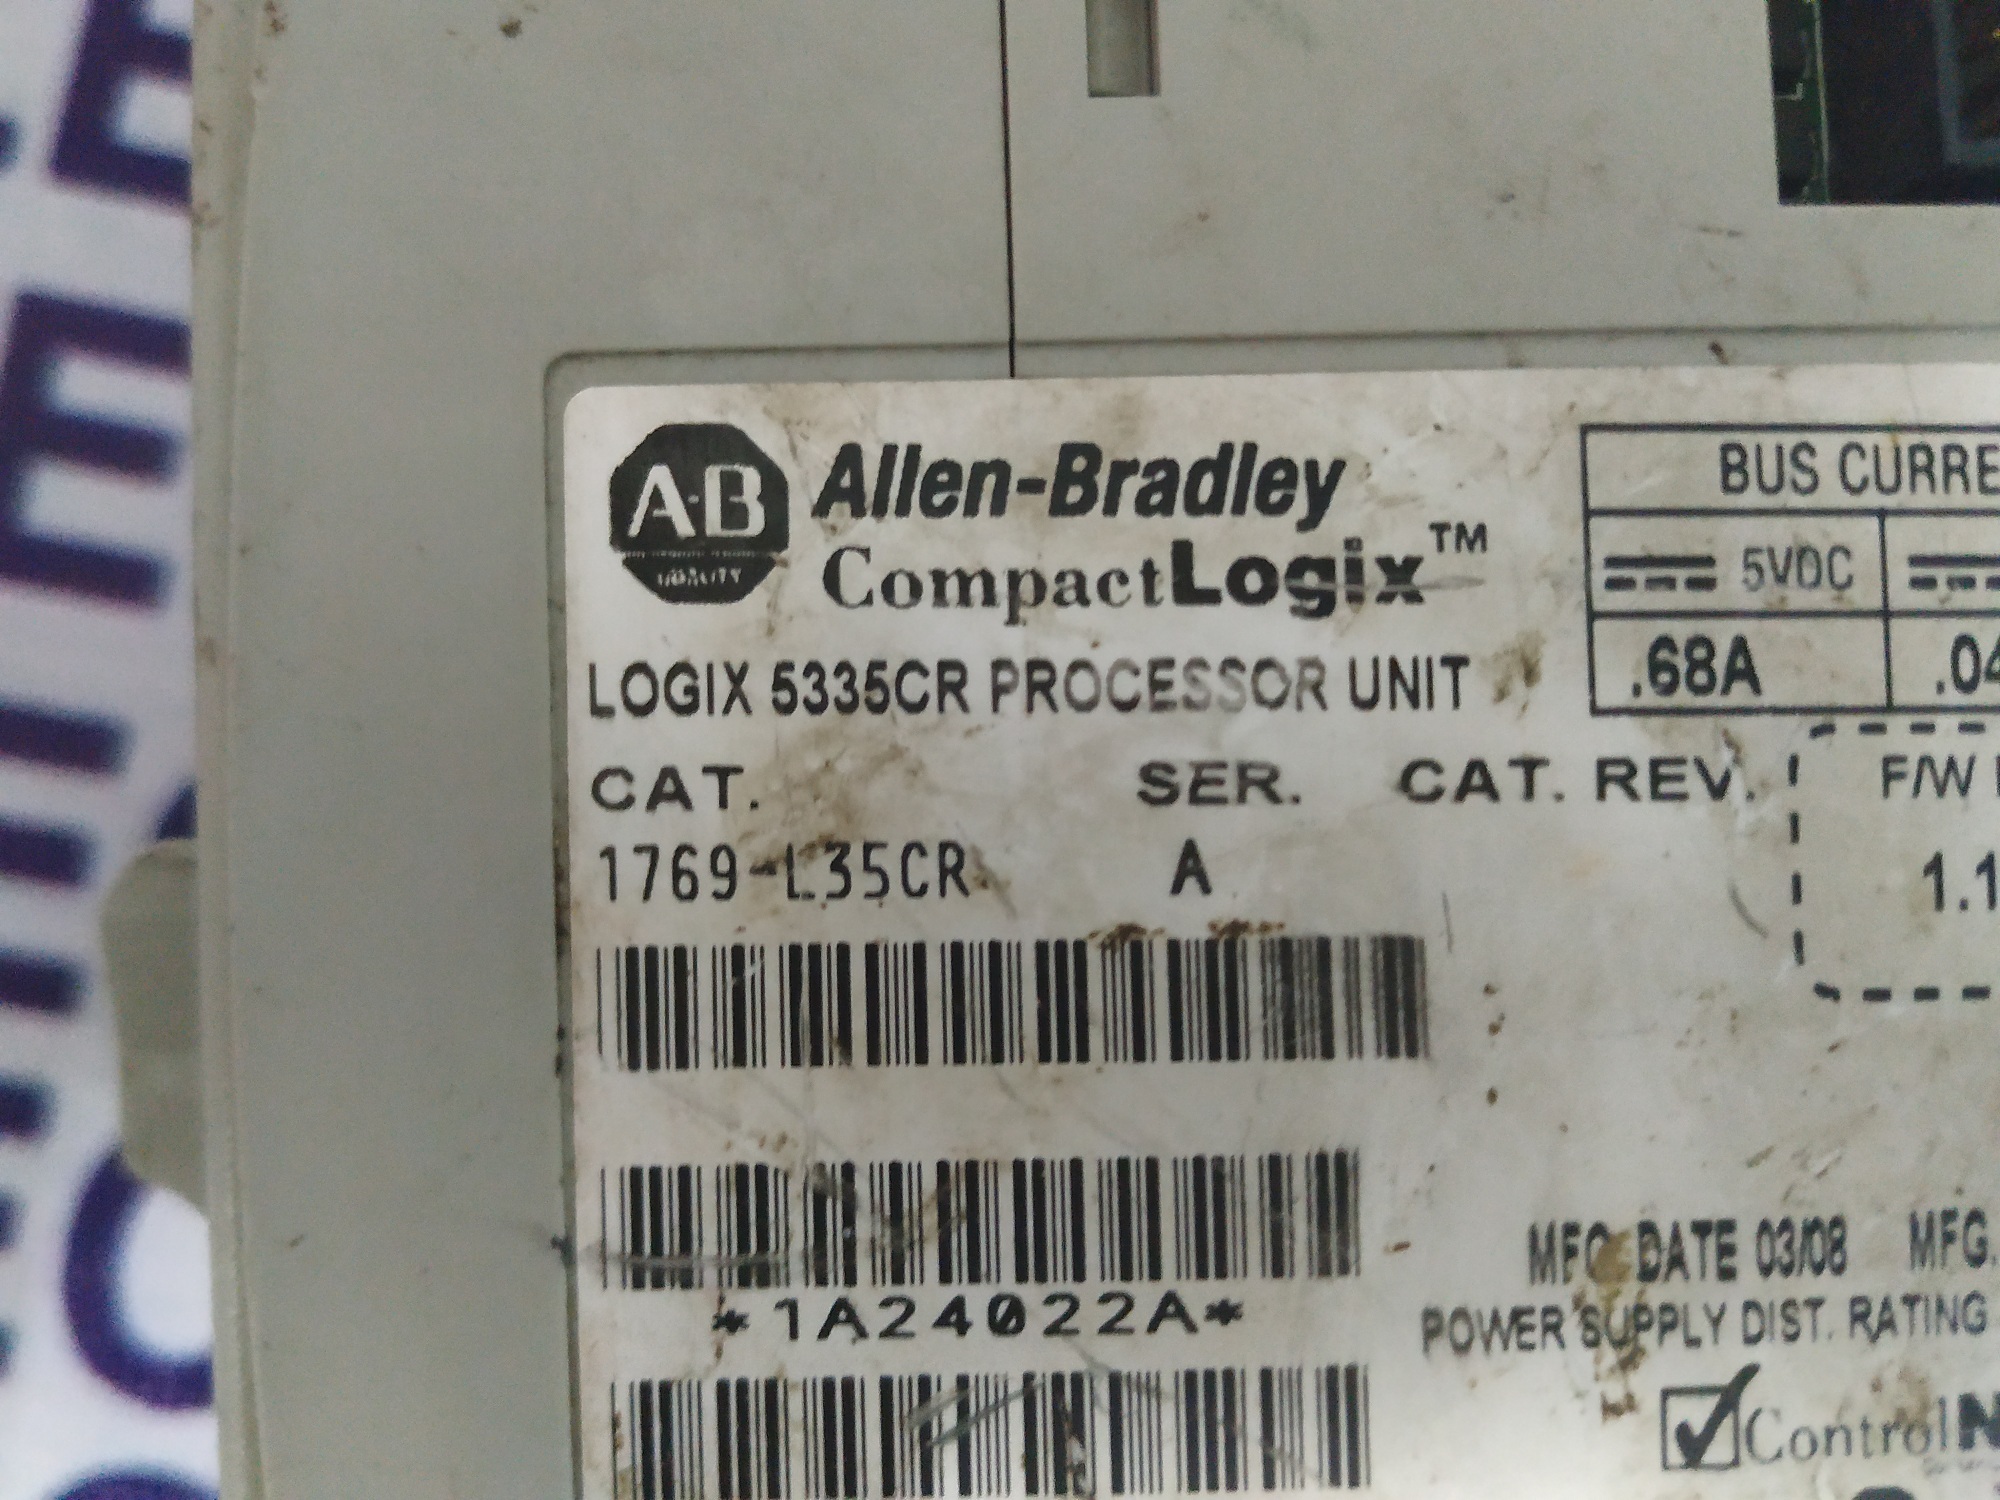 A·B
QUALITY
Allen-Bradley
CompactLogix™
BUS CURRE
5VDC
.68A .04
LOGIX 5335CR PROCESSOR UNIT
CAT. SER. CAT. REV. F/W
1769-L35CR A 1.1
MFG DATE 03/08 MFG.
*1A24022A*
POWER SUPPLY DIST. RATING
ControlN